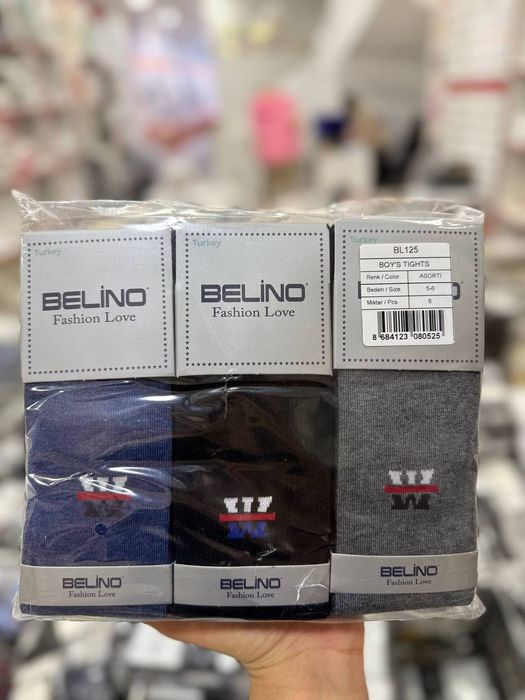 Turkey
BELİNO
Fashion Love
Turkey
BELİNO
Fashion Love
Turkey
BL125
BOY'S TIGHTS
Renk / Color ASORTİ
Beden / Size 5-6
Miktar / Pcs 6
8 684123 080525
BELİNO
Fashion Love
BELİNO
Fashion Love
BELİNO
Fashion Love